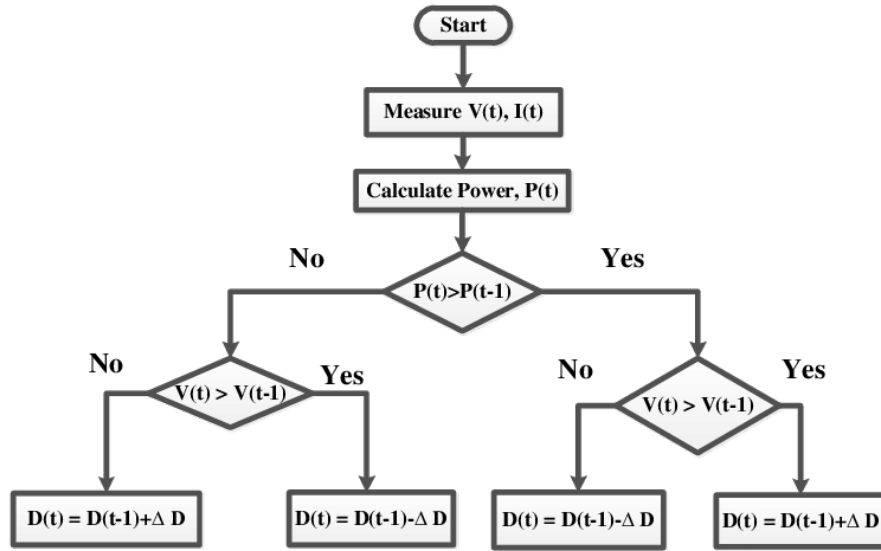 Start
Measure V(t), I(t)
Calculate Power, P(t)
No
Yes
P(t)>P(t-1)
No
Yes
No
Yes
V(t) > V(t-1)
V(t) > V(t-1)
D(t) = D(t-1)+Δ D
D(t) = D(t-1)-Δ D
D(t) = D(t-1)-Δ D
D(t) = D(t-1)+Δ D